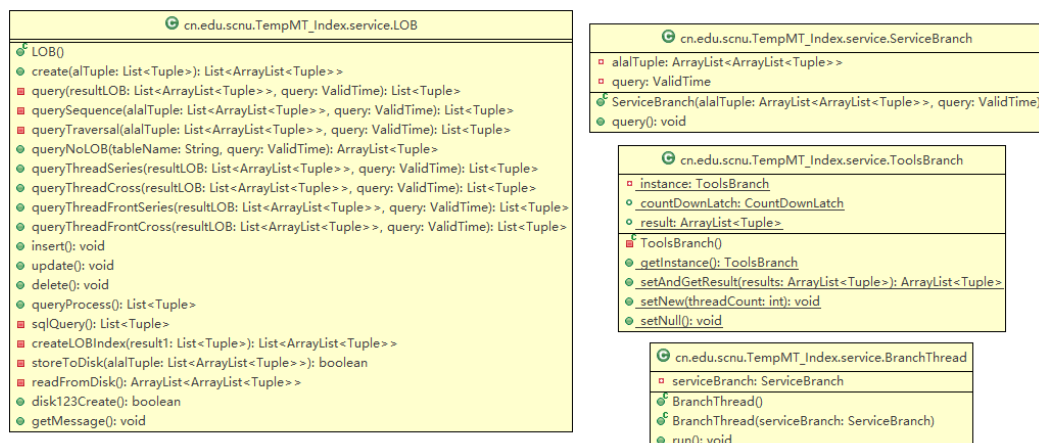 cn.edu.scnu.TempMT_Index.service.LOB
LOB()
create(alTuple: List<Tuple>): List<ArrayList<Tuple>>
query(resultLOB: List<ArrayList<Tuple>>, query: ValidTime): List<Tuple>
querySequence(alalTuple: List<ArrayList<Tuple>>, query: ValidTime): List<Tuple>
queryTraversal(alalTuple: List<ArrayList<Tuple>>, query: ValidTime): List<Tuple>
queryNoLOB(tableName: String, query: ValidTime): ArrayList<Tuple>
queryThreadSeries(resultLOB: List<ArrayList<Tuple>>, query: ValidTime): List<Tuple>
queryThreadCross(resultLOB: List<ArrayList<Tuple>>, query: ValidTime): List<Tuple>
queryThreadFrontSeries(resultLOB: List<ArrayList<Tuple>>, query: ValidTime): List<Tuple>
queryThreadFrontCross(resultLOB: List<ArrayList<Tuple>>, query: ValidTime): List<Tuple>
insert(): void
update(): void
delete(): void
queryProcess(): List<Tuple>
sqlQuery(): List<Tuple>
createLOBIndex(result1: List<Tuple>): List<ArrayList<Tuple>>
storeToDisk(alalTuple: List<ArrayList<Tuple>>): boolean
readFromDisk(): ArrayList<ArrayList<Tuple>>
disk123Create(): boolean
getMessage(): void
cn.edu.scnu.TempMT_Index.service.ServiceBranch
alalTuple: ArrayList<ArrayList<Tuple>>
query: ValidTime
ServiceBranch(alalTuple: ArrayList<ArrayList<Tuple>>, query: ValidTime)
query(): void
cn.edu.scnu.TempMT_Index.service.ToolsBranch
instance: ToolsBranch
countDownLatch: CountDownLatch
result: ArrayList<Tuple>
ToolsBranch()
getInstance(): ToolsBranch
setAndGetResult(results: ArrayList<Tuple>): ArrayList<Tuple>
setNew(threadCount: int): void
setNull(): void
cn.edu.scnu.TempMT_Index.service.BranchThread
serviceBranch: ServiceBranch
BranchThread()
BranchThread(serviceBranch: ServiceBranch)
run(): void